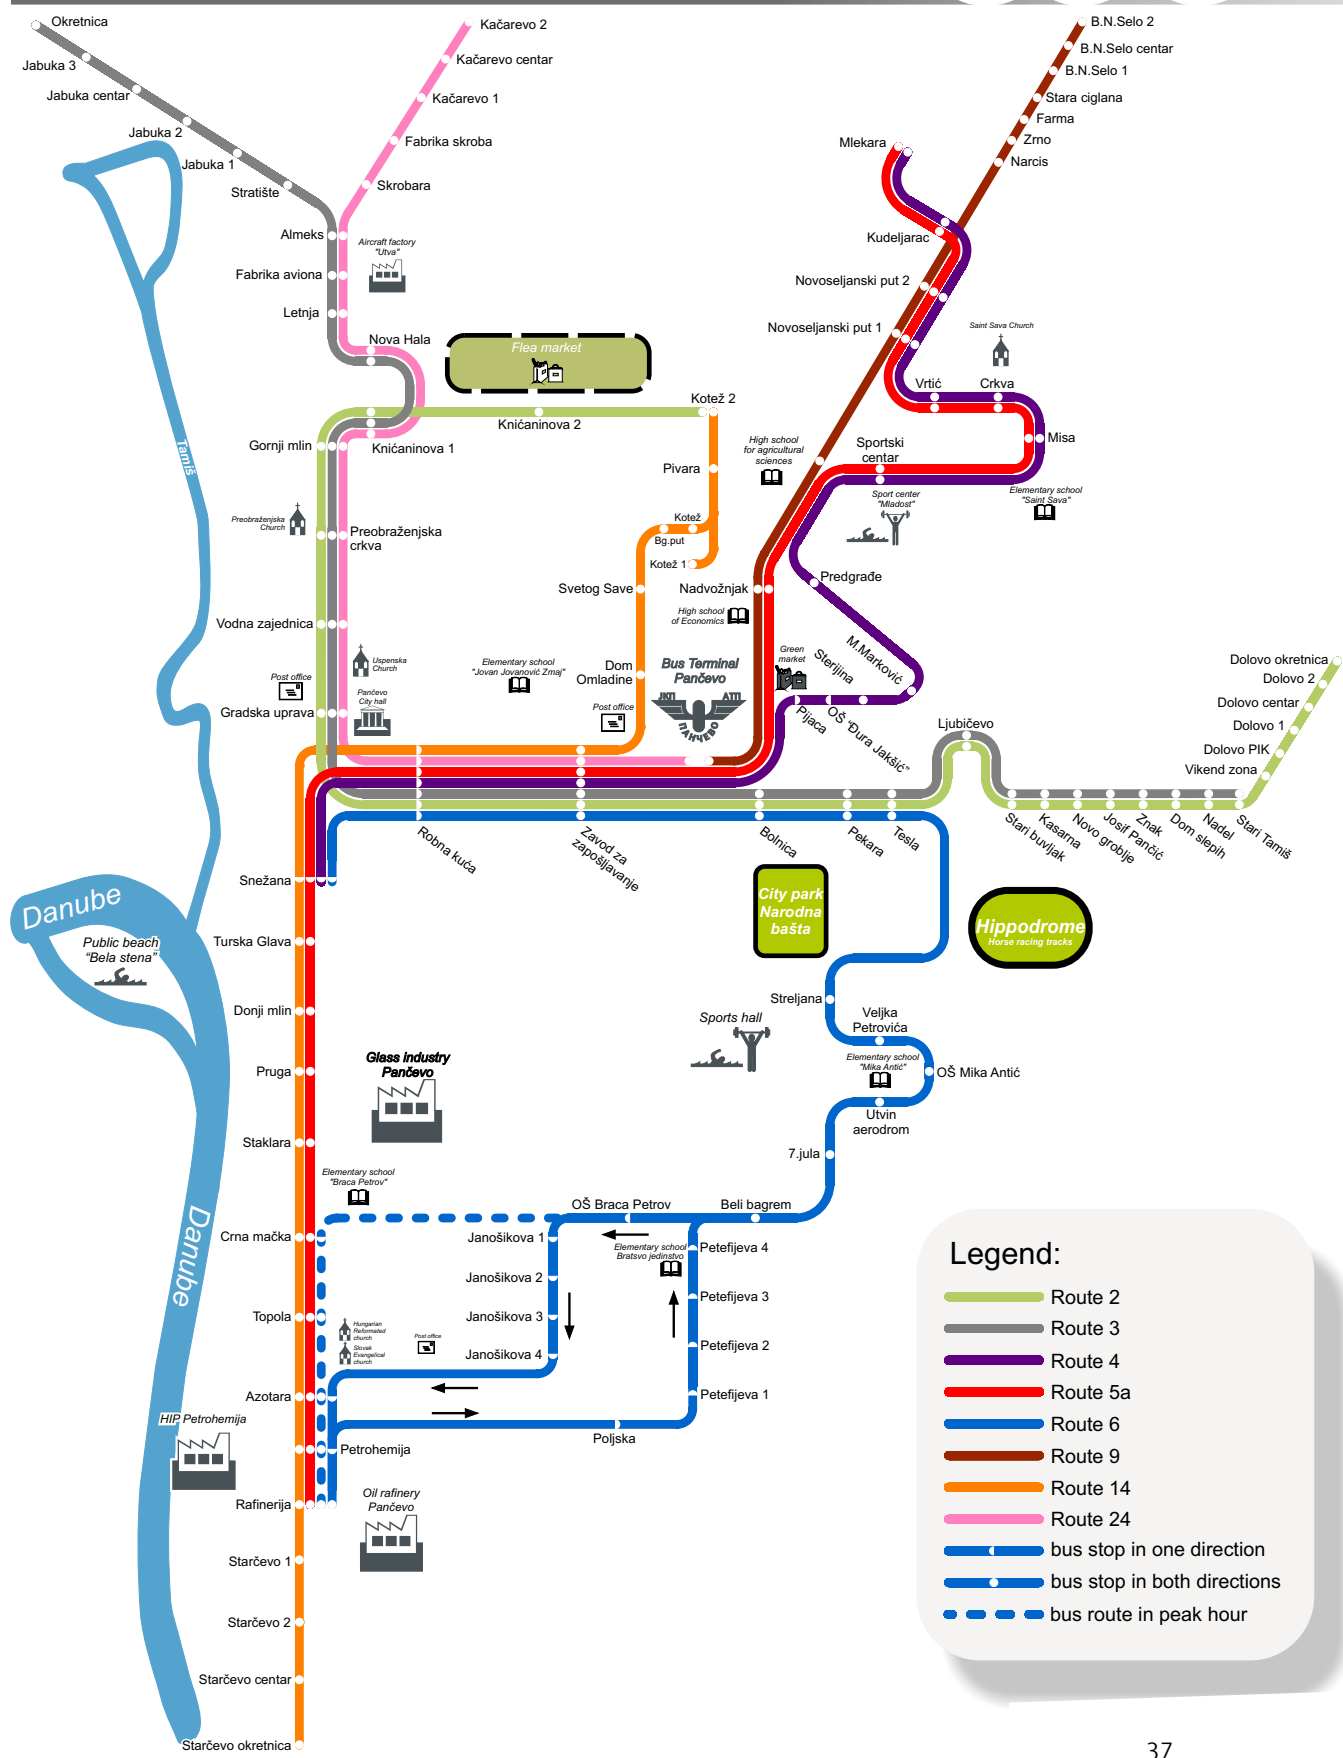 Okretnica
Jabuka 3
Jabuka centar
Jabuka 2
Jabuka 1
Stratište
Kačarevo 2
Kačarevo centar
Kačarevo 1
Fabrika skroba
Skrobara
Almeks
Fabrika aviona
Letnja
Aircraft factory
"Utva"
Nova Hala
Flea market
Knićaninova 2
Knićaninova 1
Kotež 2
Gornji mlin
Tamiš
Preobraženjska
Church
Preobraženjska
crkva
Vodna zajednica
Uspenska
Church
Post office
Pančevo
City hall
Gradska uprava
B.N.Selo 2
B.N.Selo centar
B.N.Selo 1
Stara ciglana
Farma
Zrno
Narcis
Mlekara
Kudeljarac
Novoseljanski put 2
Novoseljanski put 1
Saint Sava Church
Vrtić
Crkva
Misa
Sportski
centar
High school
for agricultural
sciences
Sport center
"Mladost"
Elementary school
"Saint Sava"
Pivara
Kotež
Bg.put
Kotež 1
Svetog Save
Nadvožnjak
High school
of Economics
Predgrađe
M.Marković
Sterijina
OŠ "Đura Jakšić"
Pijaca
Green
market
Elementary school
"Jovan Jovanović Zmaj"
Dom
Omladine
Post office
Bus Terminal
Pančevo
ЈКП
АТП
ПАНЧЕВО
Ljubičevo
Dolovo okretnica
Dolovo 2
Dolovo centar
Dolovo 1
Dolovo PIK
Vikend zona
Robna kuća
Zavod za
zapošljavanje
Bolnica
Pekara
Tesla
Stari buvljak
Kasarna
Novo groblje
Josif Pančić
Znak
Dom slepih
Nadel
Stari Tamiš
Snežana
Turska Glava
Donji mlin
Pruga
Staklara
Crna mačka
Topola
Azotara
Petrohemija
Rafinerija
Starčevo 1
Starčevo 2
Starčevo centar
Starčevo okretnica
Danube
Public beach
"Bela stena"
Danube
City park
Narodna
bašta
Hippodrome
Horse racing tracks
Streljana
Veljka
Petrovića
Elementary school
"Mika Antić"
OŠ Mika Antić
Utvin
aerodrom
7.jula
Sports hall
Glass industry
Pančevo
Elementary school
"Braca Petrov"
OŠ Braca Petrov
Beli bagrem
Janošikova 1
Janošikova 2
Janošikova 3
Janošikova 4
Elementary school
Bratsvo jedinstvo
Petefijeva 4
Petefijeva 3
Petefijeva 2
Petefijeva 1
Hungarian
Reformated
church
Slovak
Evangelical
church
Post office
Poljska
HIP Petrohemija
Oil rafinery
Pančevo
Legend:
Route 2
Route 3
Route 4
Route 5a
Route 6
Route 9
Route 14
Route 24
bus stop in one direction
bus stop in both directions
bus route in peak hour
37